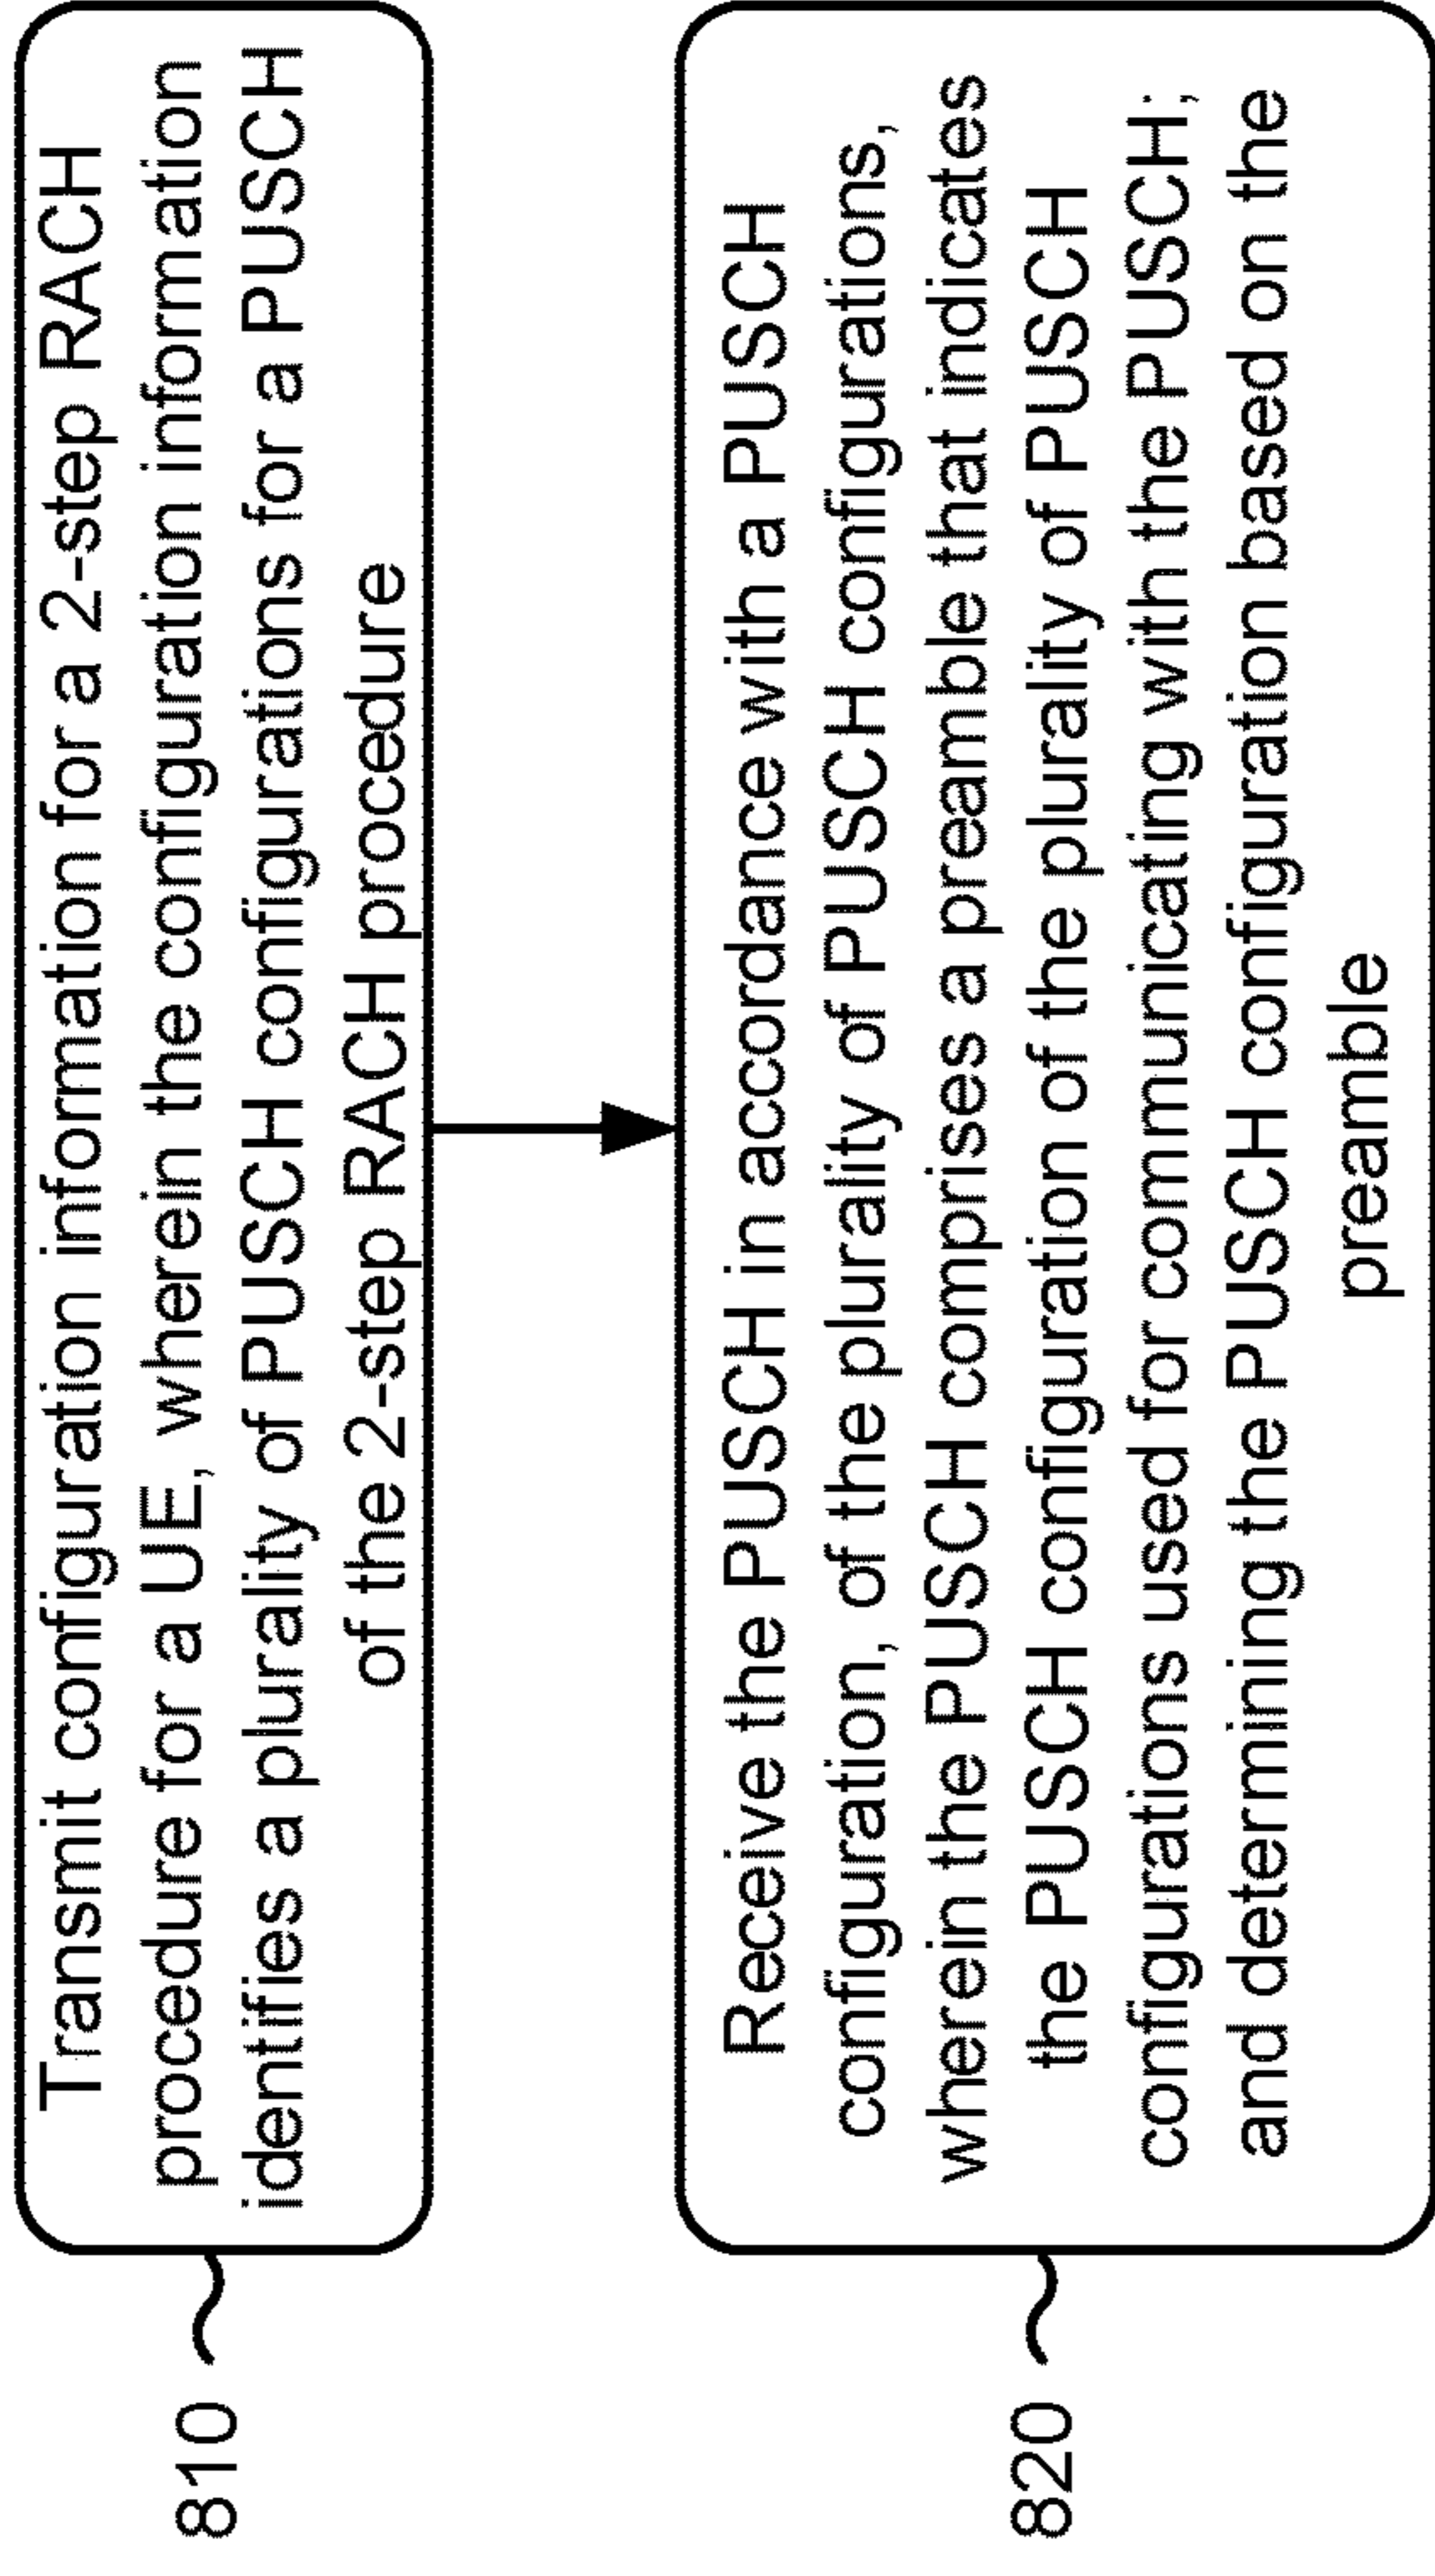 810
Transmit configuration information for a 2-step RACH
procedure for a UE, wherein the configuration information
identifies a plurality of PUSCH configurations for a PUSCH
of the 2-step RACH procedure
820
Receive the PUSCH in accordance with a PUSCH
configuration, of the plurality of PUSCH configurations,
wherein the PUSCH comprises a preamble that indicates
the PUSCH configuration of the plurality of PUSCH
configurations used for communicating with the PUSCH;
and determining the PUSCH configuration based on the
preamble